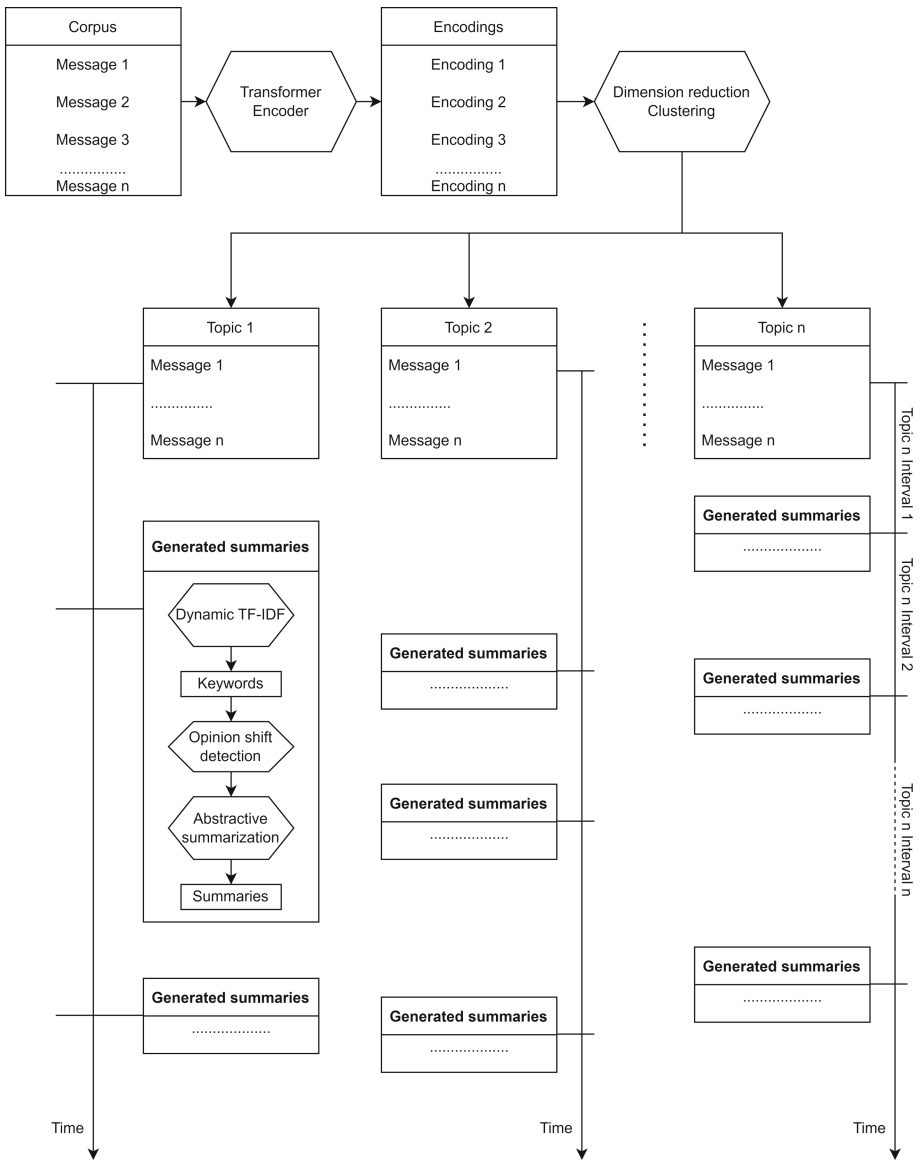 Corpus
Message 1
Message 2
Message 3
................
Message n
Transformer
Encoder
Encodings
Encoding 1
Encoding 2
Encoding 3
................
Encoding n
Dimension reduction
Clustering
Topic 1
Message 1
...............
Message n
Topic 2
Message 1
...............
Message n
Topic n
Message 1
...............
Message n
Topic n Interval 1
Topic n Interval 2
Topic n Interval n
Generated summaries
Dynamic TF-IDF
Keywords
Opinion shift
detection
Abstractive
summarization
Summaries
Generated summaries
...................
Generated summaries
...................
Generated summaries
...................
Generated summaries
...................
Generated summaries
...................
Generated summaries
...................
Generated summaries
...................
Time
Time
Time